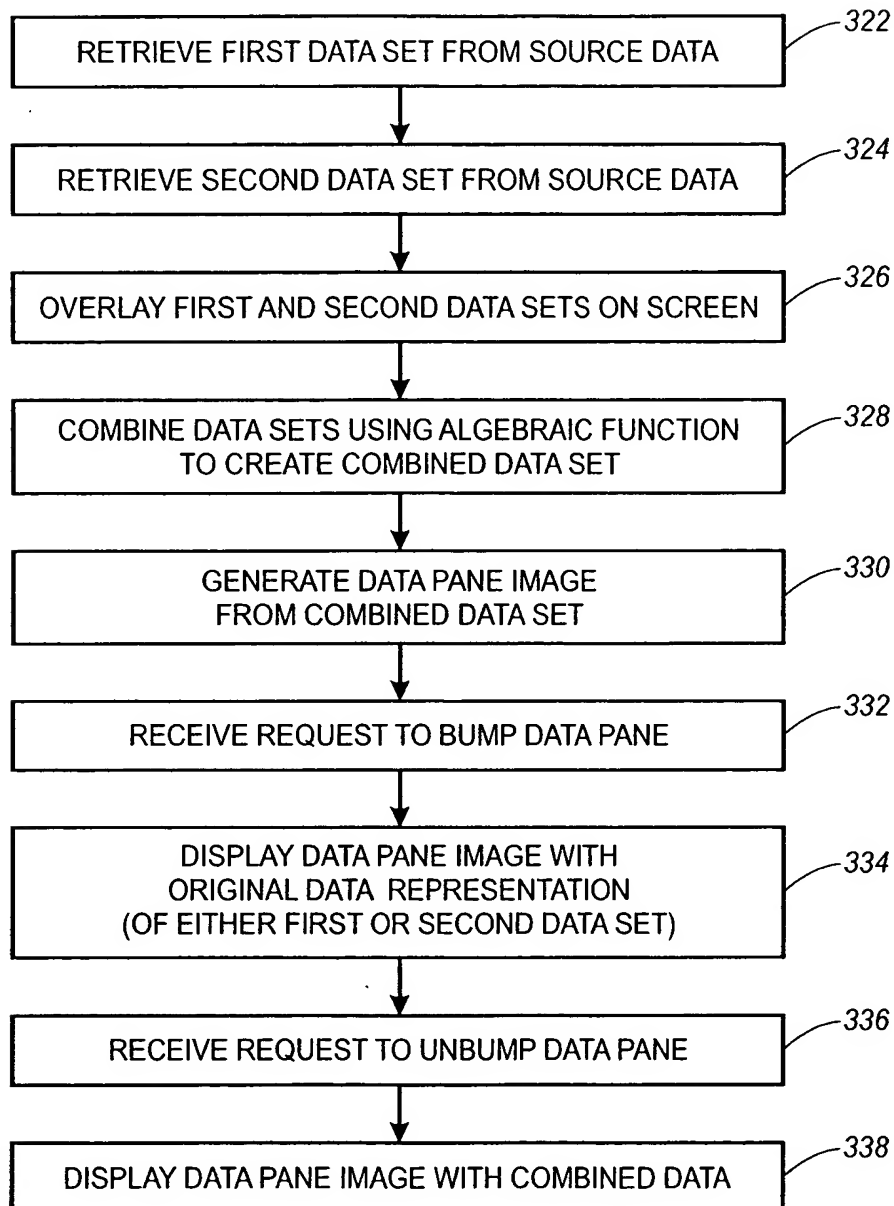 322
RETRIEVE FIRST DATA SET FROM SOURCE DATA
324
RETRIEVE SECOND DATA SET FROM SOURCE DATA
326
OVERLAY FIRST AND SECOND DATA SETS ON SCREEN
328
COMBINE DATA SETS USING ALGEBRAIC FUNCTION
TO CREATE COMBINED DATA SET
330
GENERATE DATA PANE IMAGE
FROM COMBINED DATA SET
332
RECEIVE REQUEST TO BUMP DATA PANE
334
DISPLAY DATA PANE IMAGE WITH
ORIGINAL DATA REPRESENTATION
(OF EITHER FIRST OR SECOND DATA SET)
336
RECEIVE REQUEST TO UNBUMP DATA PANE
338
DISPLAY DATA PANE IMAGE WITH COMBINED DATA